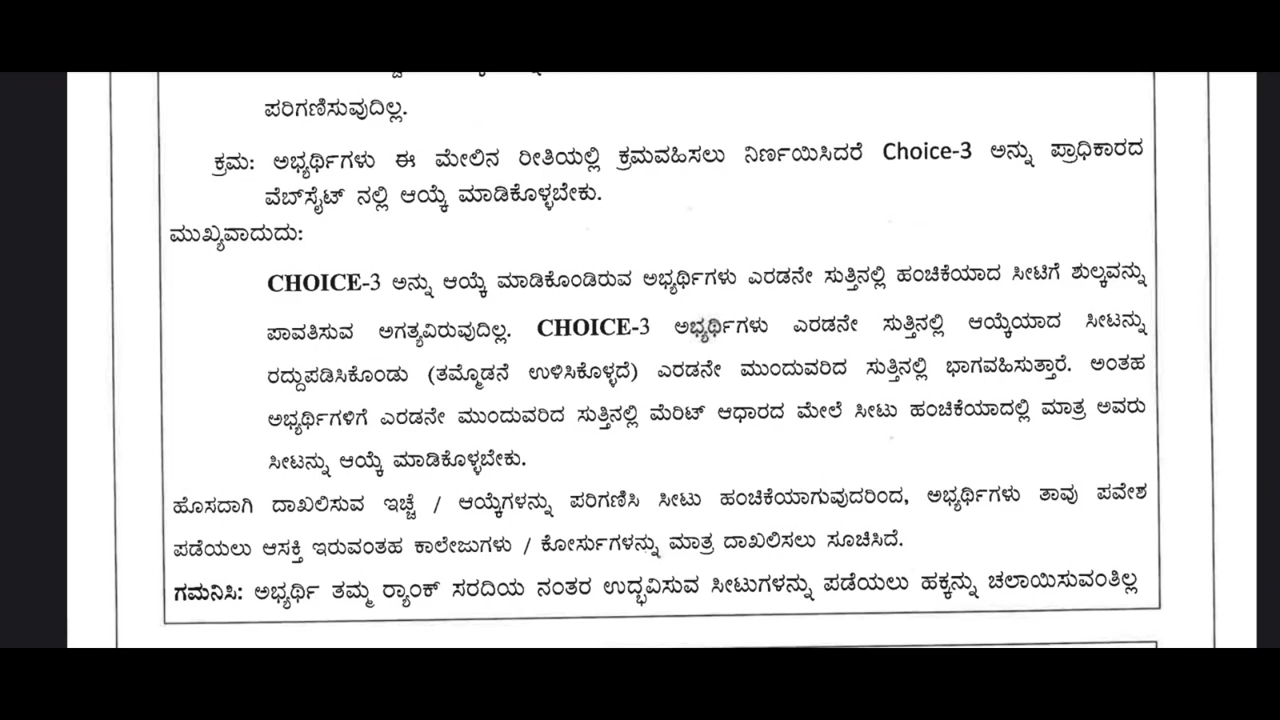 ಪರಿಗಣಿಸುವುದಿಲ್ಲ.
ಕ್ರಮ: ಅಭ್ಯರ್ಥಿಗಳು ಈ ಮೇಲಿನ ರೀತಿಯಲ್ಲಿ ಕ್ರಮವಹಿಸಲು ನಿರ್ಣಯಿಸಿದರೆ Choice-3 ಅನ್ನು ಪ್ರಾಧಿಕಾರದ
ವೆಬ್‌ಸೈಟ್ ನಲ್ಲಿ ಆಯ್ಕೆ ಮಾಡಿಕೊಳ್ಳಬೇಕು.
ಮುಖ್ಯವಾದುದು:
CHOICE-3 ಅನ್ನು ಆಯ್ಕೆ ಮಾಡಿಕೊಂಡಿರುವ ಅಭ್ಯರ್ಥಿಗಳು ಎರಡನೇ ಸುತ್ತಿನಲ್ಲಿ ಹಂಚಿಕೆಯಾದ ಸೀಟಿಗೆ ಶುಲ್ಕವನ್ನು
ಪಾವತಿಸುವ ಅಗತ್ಯವಿರುವುದಿಲ್ಲ. CHOICE-3 ಅಭ್ಯರ್ಥಿಗಳು ಎರಡನೇ ಸುತ್ತಿನಲ್ಲಿ ಆಯ್ಕೆಯಾದ ಸೀಟನ್ನು
ರದ್ದುಪಡಿಸಿಕೊಂಡು (ತಮ್ಮೊಡನೆ ಉಳಿಸಿಕೊಳ್ಳದೆ) ಎರಡನೇ ಮುಂದುವರಿದ ಸುತ್ತಿನಲ್ಲಿ ಭಾಗವಹಿಸುತ್ತಾರೆ. ಅಂತಹ
ಅಭ್ಯರ್ಥಿಗಳಿಗೆ ಎರಡನೇ ಮುಂದುವರಿದ ಸುತ್ತಿನಲ್ಲಿ ಮೆರಿಟ್ ಆಧಾರದ ಮೇಲೆ ಸೀಟು ಹಂಚಿಕೆಯಾದಲ್ಲಿ ಮಾತ್ರ ಅವರು
ಸೀಟನ್ನು ಆಯ್ಕೆ ಮಾಡಿಕೊಳ್ಳಬೇಕು.
ಹೊಸದಾಗಿ ದಾಖಲಿಸುವ ಇಚ್ಛೆ / ಆಯ್ಕೆಗಳನ್ನು ಪರಿಗಣಿಸಿ ಸೀಟು ಹಂಚಿಕೆಯಾಗುವುದರಿಂದ, ಅಭ್ಯರ್ಥಿಗಳು ತಾವು ಪವೇಶ
ಪಡೆಯಲು ಆಸಕ್ತಿ ಇರುವಂತಹ ಕಾಲೇಜುಗಳು / ಕೋರ್ಸುಗಳನ್ನು ಮಾತ್ರ ದಾಖಲಿಸಲು ಸೂಚಿಸಿದೆ.
ಗಮನಿಸಿ: ಅಭ್ಯರ್ಥಿ ತಮ್ಮ ರ‍್ಯಾಂಕ್ ಸರದಿಯ ನಂತರ ಉದ್ಭವಿಸುವ ಸೀಟುಗಳನ್ನು ಪಡೆಯಲು ಹಕ್ಕನ್ನು ಚಲಾಯಿಸುವಂತಿಲ್ಲ